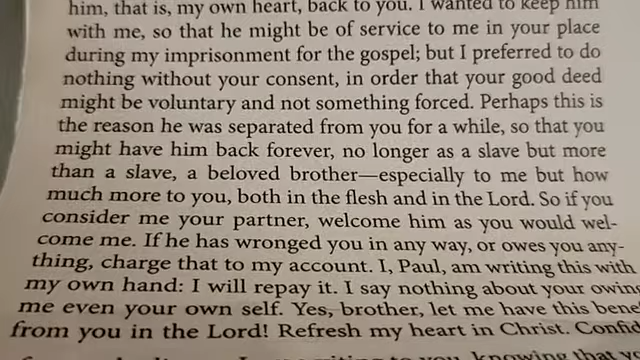 him, that is, my own heart, back to you. I wanted to keep him
with me, so that he might be of service to me in your place
during my imprisonment for the gospel; but I preferred to do
nothing without your consent, in order that your good deed
might be voluntary and not something forced. Perhaps this is
the reason he was separated from you for a while, so that you
might have him back forever, no longer as a slave but more
than a slave, a beloved brother—especially to me but how
much more to you, both in the flesh and in the Lord. So if you
consider me your partner, welcome him as you would wel-
come me. If he has wronged you in any way, or owes you any-
thing, charge that to my account. I, Paul, am writing this with
my own hand: I will repay it. I say nothing about your owing
me even your own self. Yes, brother, let me have this bene
from you in the Lord! Refresh my heart in Christ. Confid
to you, knowing that